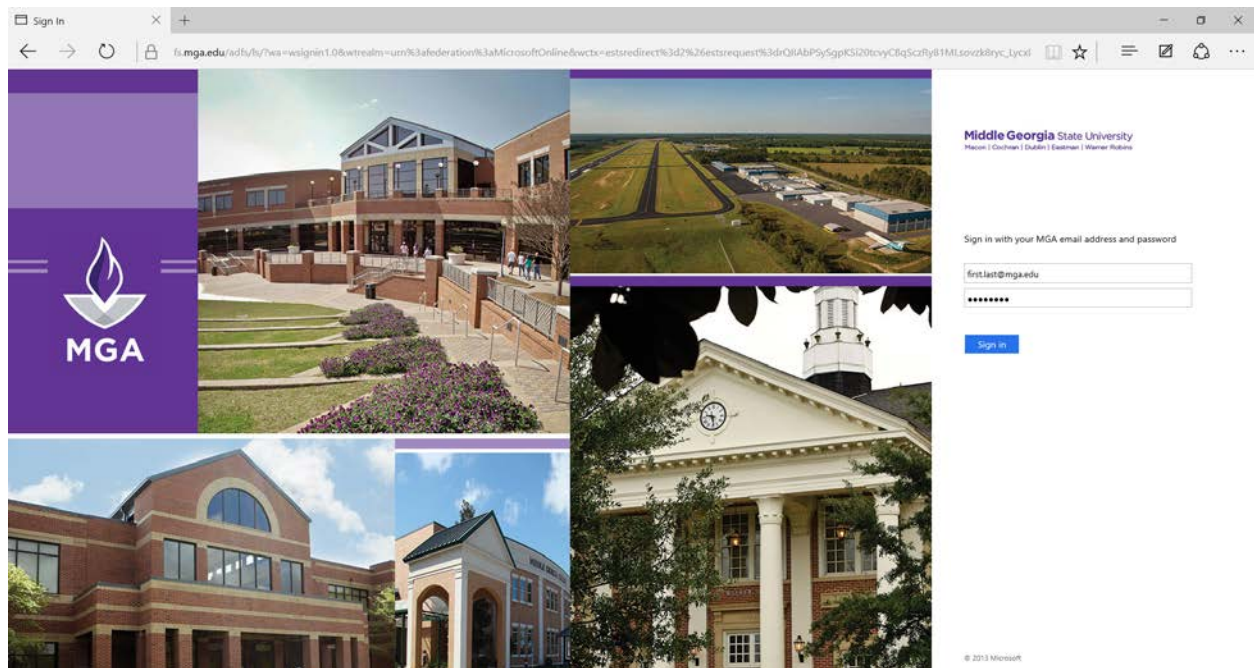 Sign In
fs.mga.edu/adfs/ls/?wa=wsignin1.0&wtrealm=urn%3afederation%3aMicrosoftOnline&wctx=estsredirect%3d2%26estsrequest%3d
Middle Georgia State University
Macon | Cochran | Dublin | Eastman | Warner Robins
Sign in with your MGA email address and password
first.last@mga.edu
••••••••
Sign in
MGA
© 2013 Microsoft